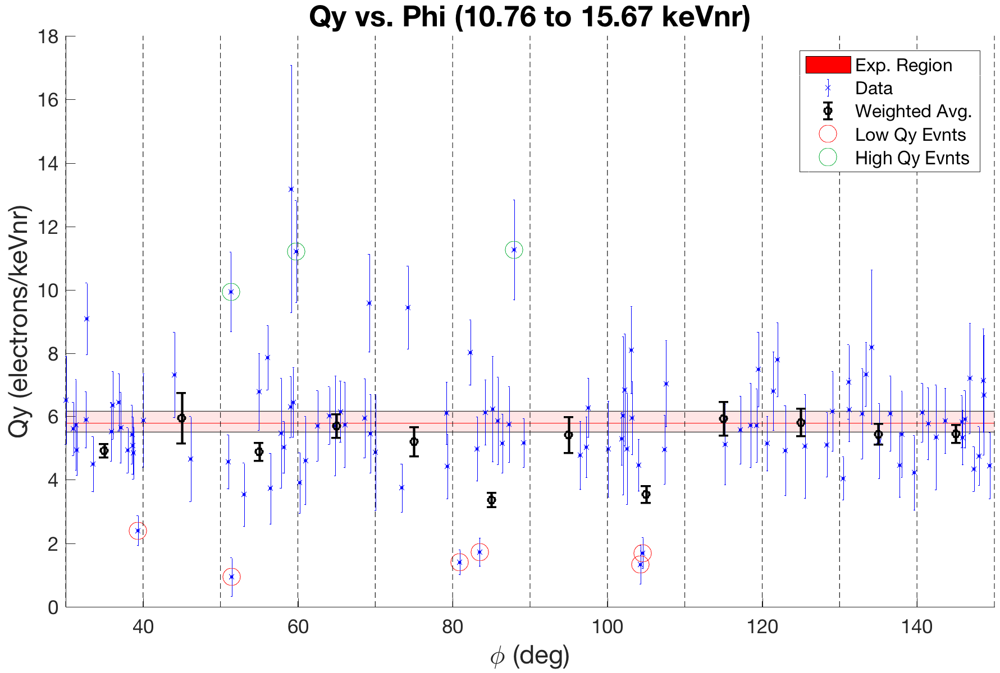 Qy vs. Phi (10.76 to 15.67 keVnr)
18
16
14
12
10
8
6
4
2
0
Qy (electrons/keVnr)
Exp. Region
Data
Weighted Avg.
Low Qy Evnts
High Qy Evnts
40 60 80 100 120 140
ϕ (deg)